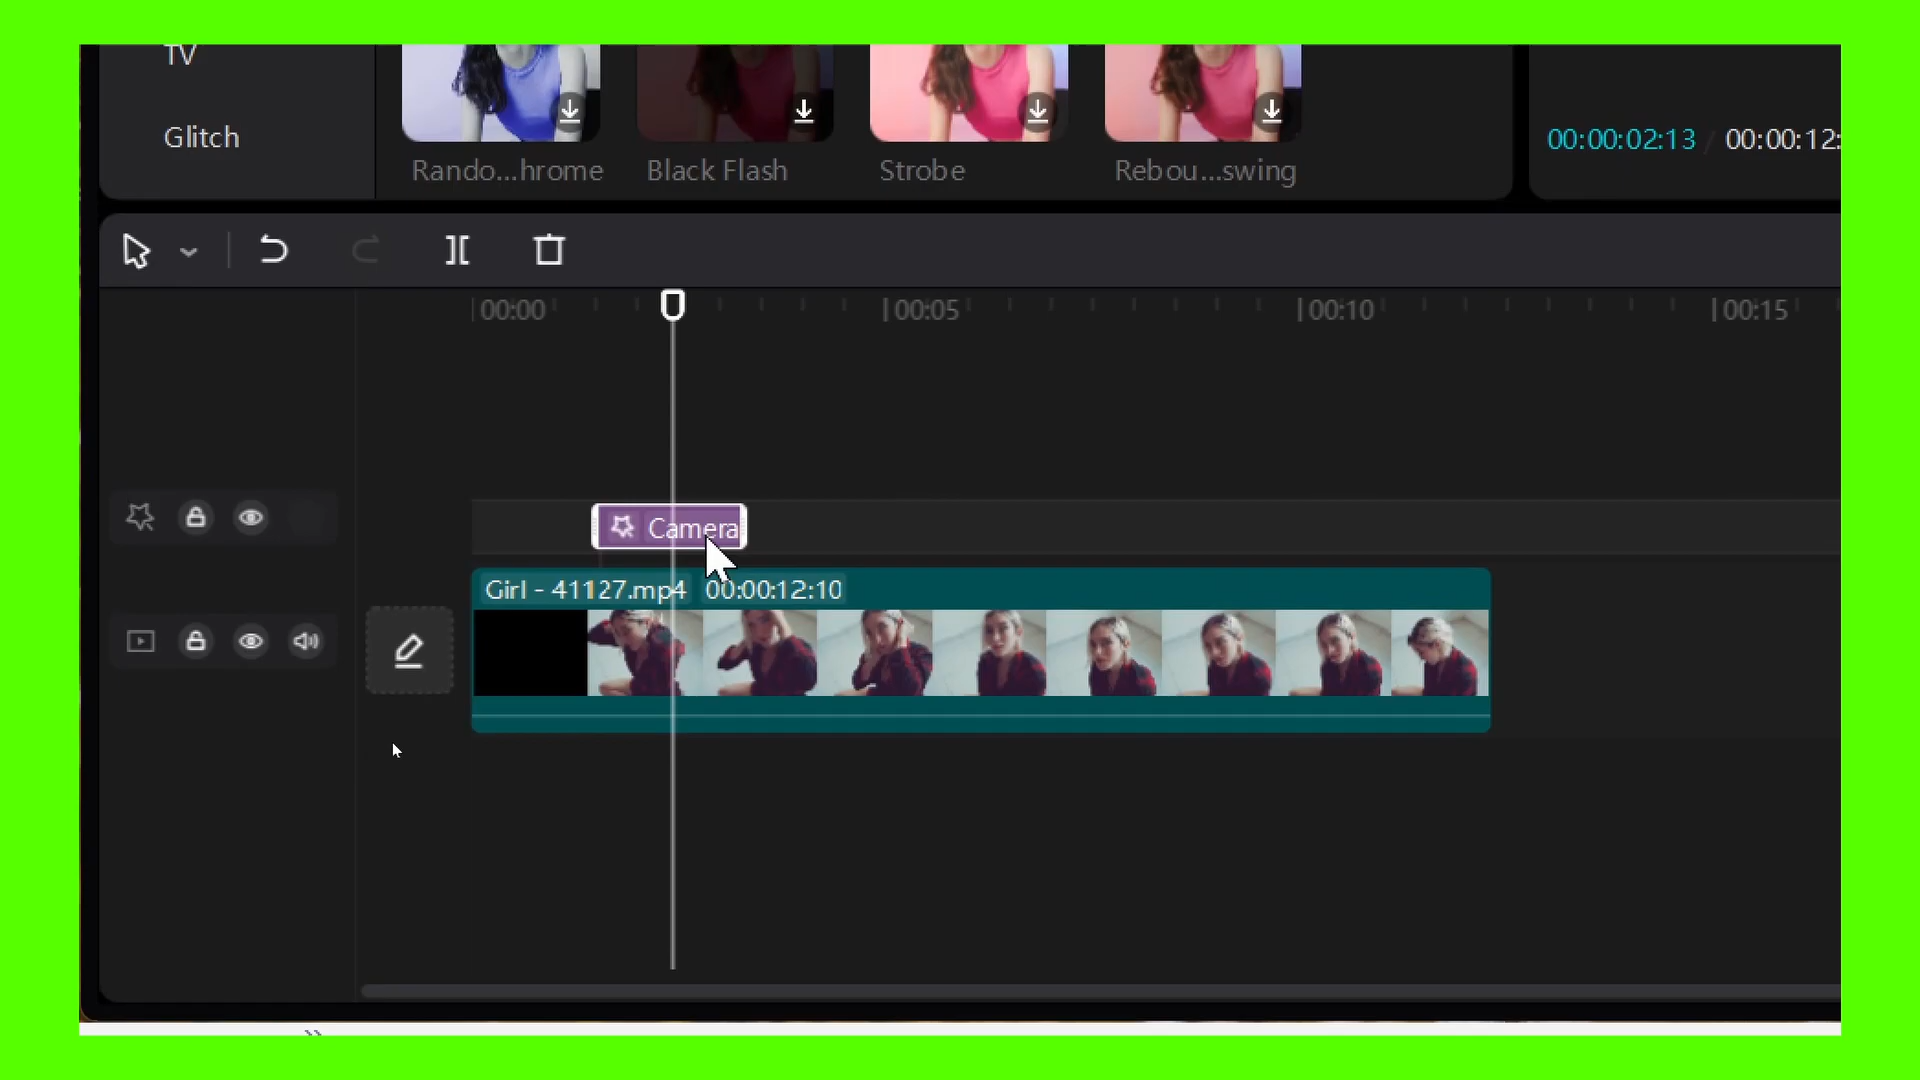 TV
Glitch
Rando...hrome
Black Flash
Strobe
Rebou...swing
00:00:02:13 / 00:00:12:
00:00
00:05
00:10
00:15
Camera
Girl - 41127.mp4 00:00:12:10